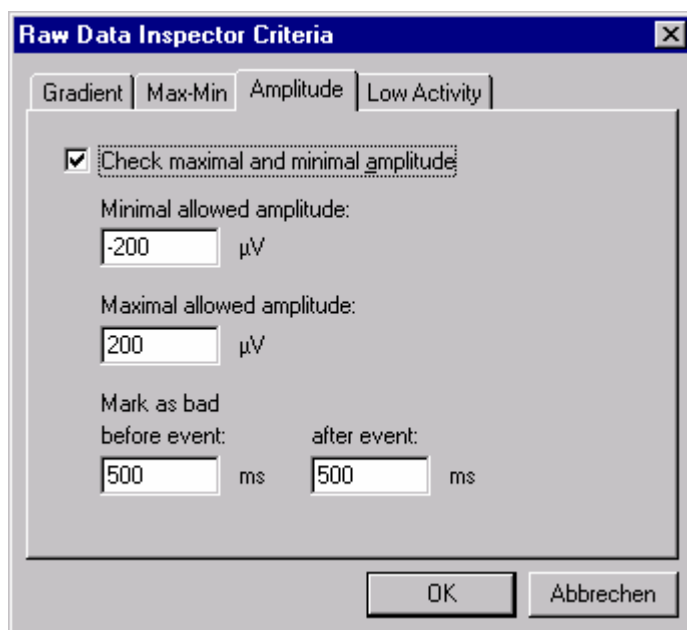 Raw Data Inspector Criteria
Gradient Max-Min Amplitude Low Activity
Check maximal and minimal amplitude
Minimal allowed amplitude:
-200 µV
Maximal allowed amplitude:
200 µV
Mark as bad
before event: after event:
500 ms 500 ms
OK Abbrechen